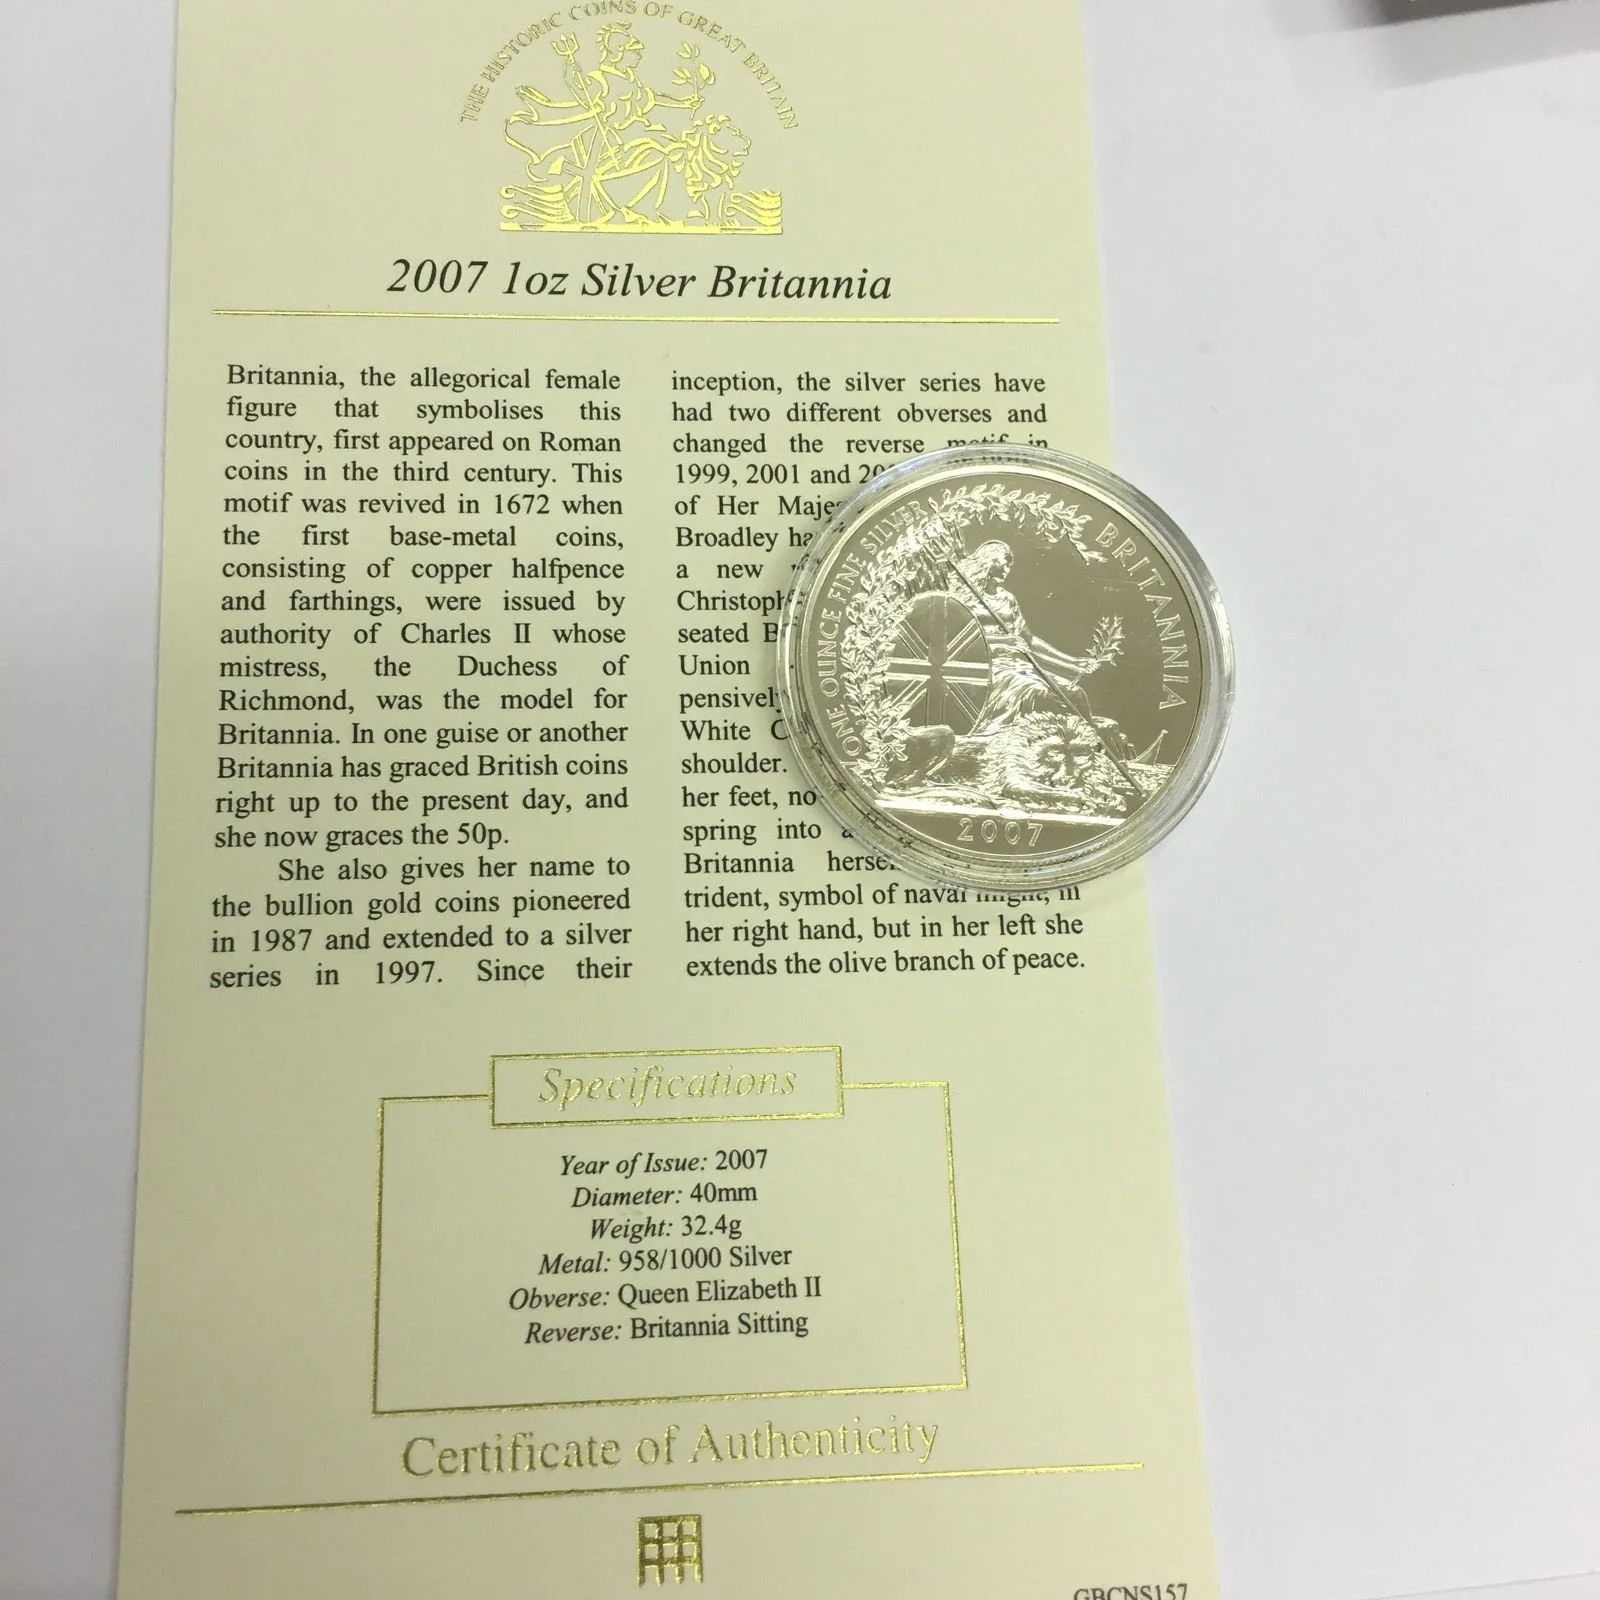 THE HISTORIC COINS OF GREAT BRITAIN
2007 1oz Silver Britannia
Britannia, the allegorical female
figure that symbolises this
country, first appeared on Roman
coins in the third century. This
motif was revived in 1672 when
the first base-metal coins,
consisting of copper halfpence
and farthings, were issued by
authority of Charles II whose
mistress, the Duchess of
Richmond, was the model for
Britannia. In one guise or another
Britannia has graced British coins
right up to the present day, and
she now graces the 50p.
She also gives her name to
the bullion gold coins pioneered
in 1987 and extended to a silver
series in 1997. Since their
inception, the silver series have
had two different obverses and
changed the reverse motif in
1999, 2001 and
of Her
Broadley
a new
seated
Union
White
shoulder.
her feet,
spring into
Britannia
trident, symbol of naval might, in
her right hand, but in her left she
extends the olive branch of peace.
ONE OUNCE FINE SILVER
BRITANNIA
2007
Specifications
Year of Issue: 2007
Diameter: 40mm
Weight: 32.4g
Metal: 958/1000 Silver
Obverse: Queen Elizabeth II
Reverse: Britannia Sitting
Certificate of Authenticity
GBCNS157